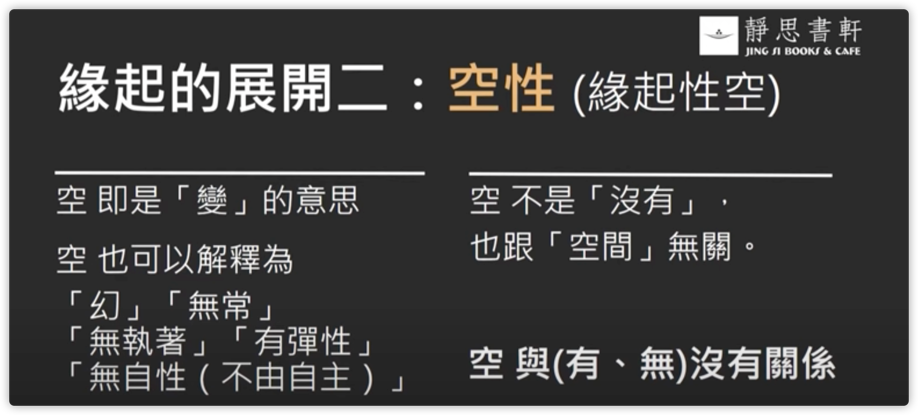 靜思書軒
JING SI BOOKS & CAFE
緣起的展開二：空性 (緣起性空)
空 即是「變」的意思
空 也可以解釋為
「幻」「無常」
「無執著」「有彈性」
「無自性（不由自主）」
空 不是「沒有」，
也跟「空間」無關。
空 與(有、無)沒有關係